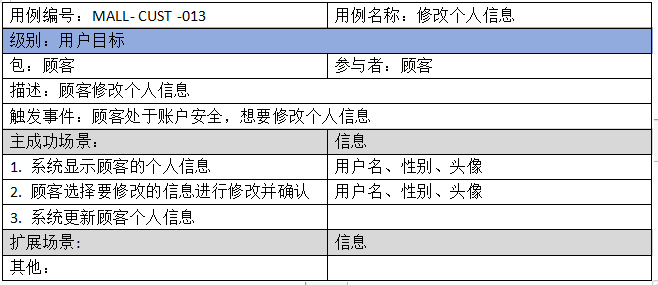 用例编号：MALL- CUST -013 用例名称：修改个人信息
级别：用户目标
包：顾客 参与者：顾客
描述：顾客修改个人信息
触发事件：顾客处于账户安全，想要修改个人信息
主成功场景： 信息
1. 系统显示顾客的个人信息 用户名、性别、头像
2. 顾客选择要修改的信息进行修改并确认 用户名、性别、头像
3. 系统更新顾客个人信息
扩展场景: 信息
其他：